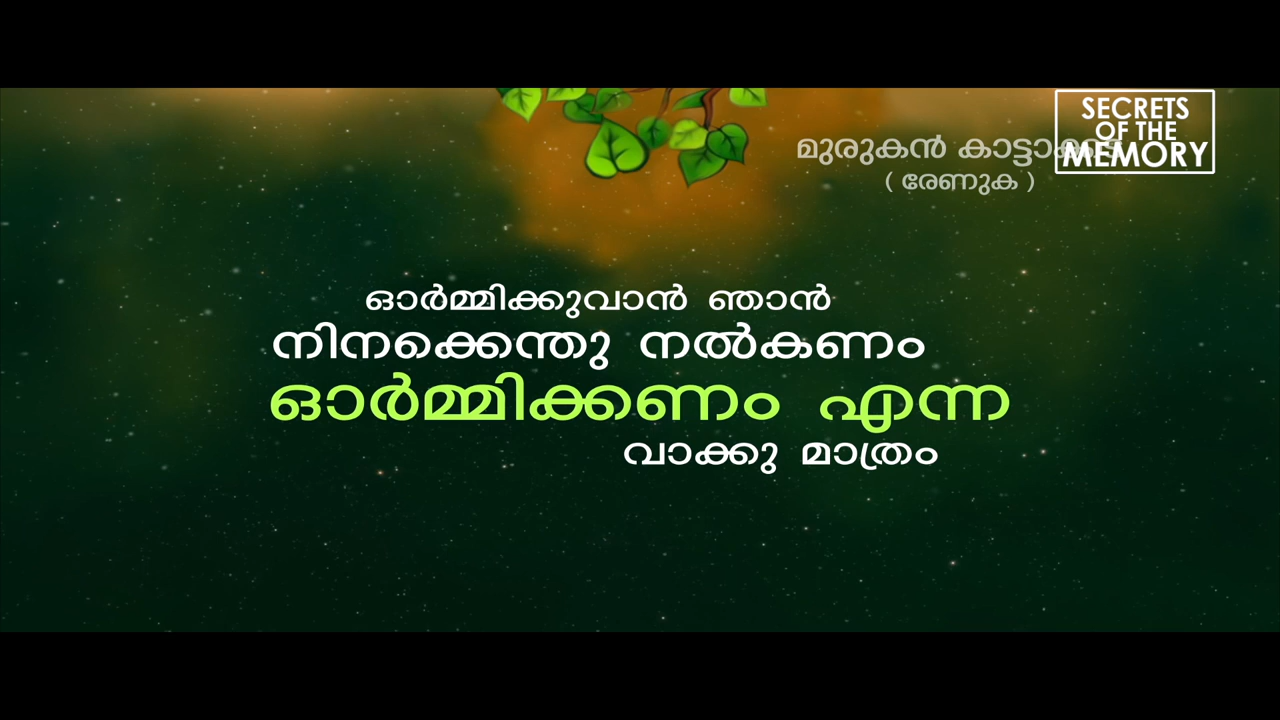 SECRETS
OF THE
MEMORY
മുരുകൻ
( രേണുക )
ഓർമ്മിക്കുവാൻ ഞാൻ
നിനക്കെന്തു നൽകണം
ഓർമ്മിക്കണം എന്ന
വാക്കു മാത്രം